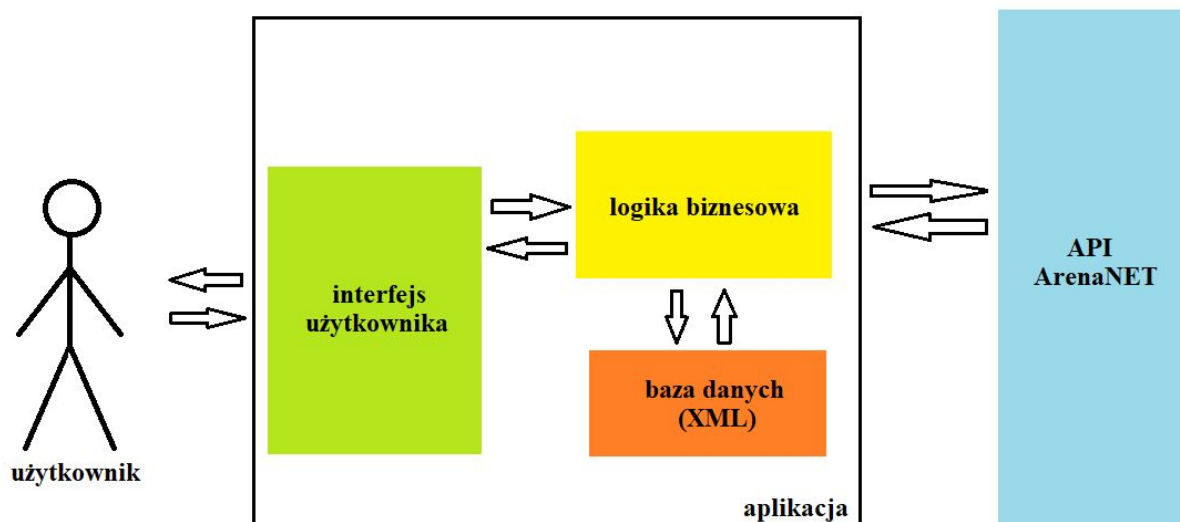 użytkownik
interfejs
użytkownika
logika biznesowa
baza danych
(XML)
aplikacja
API
ArenaNET